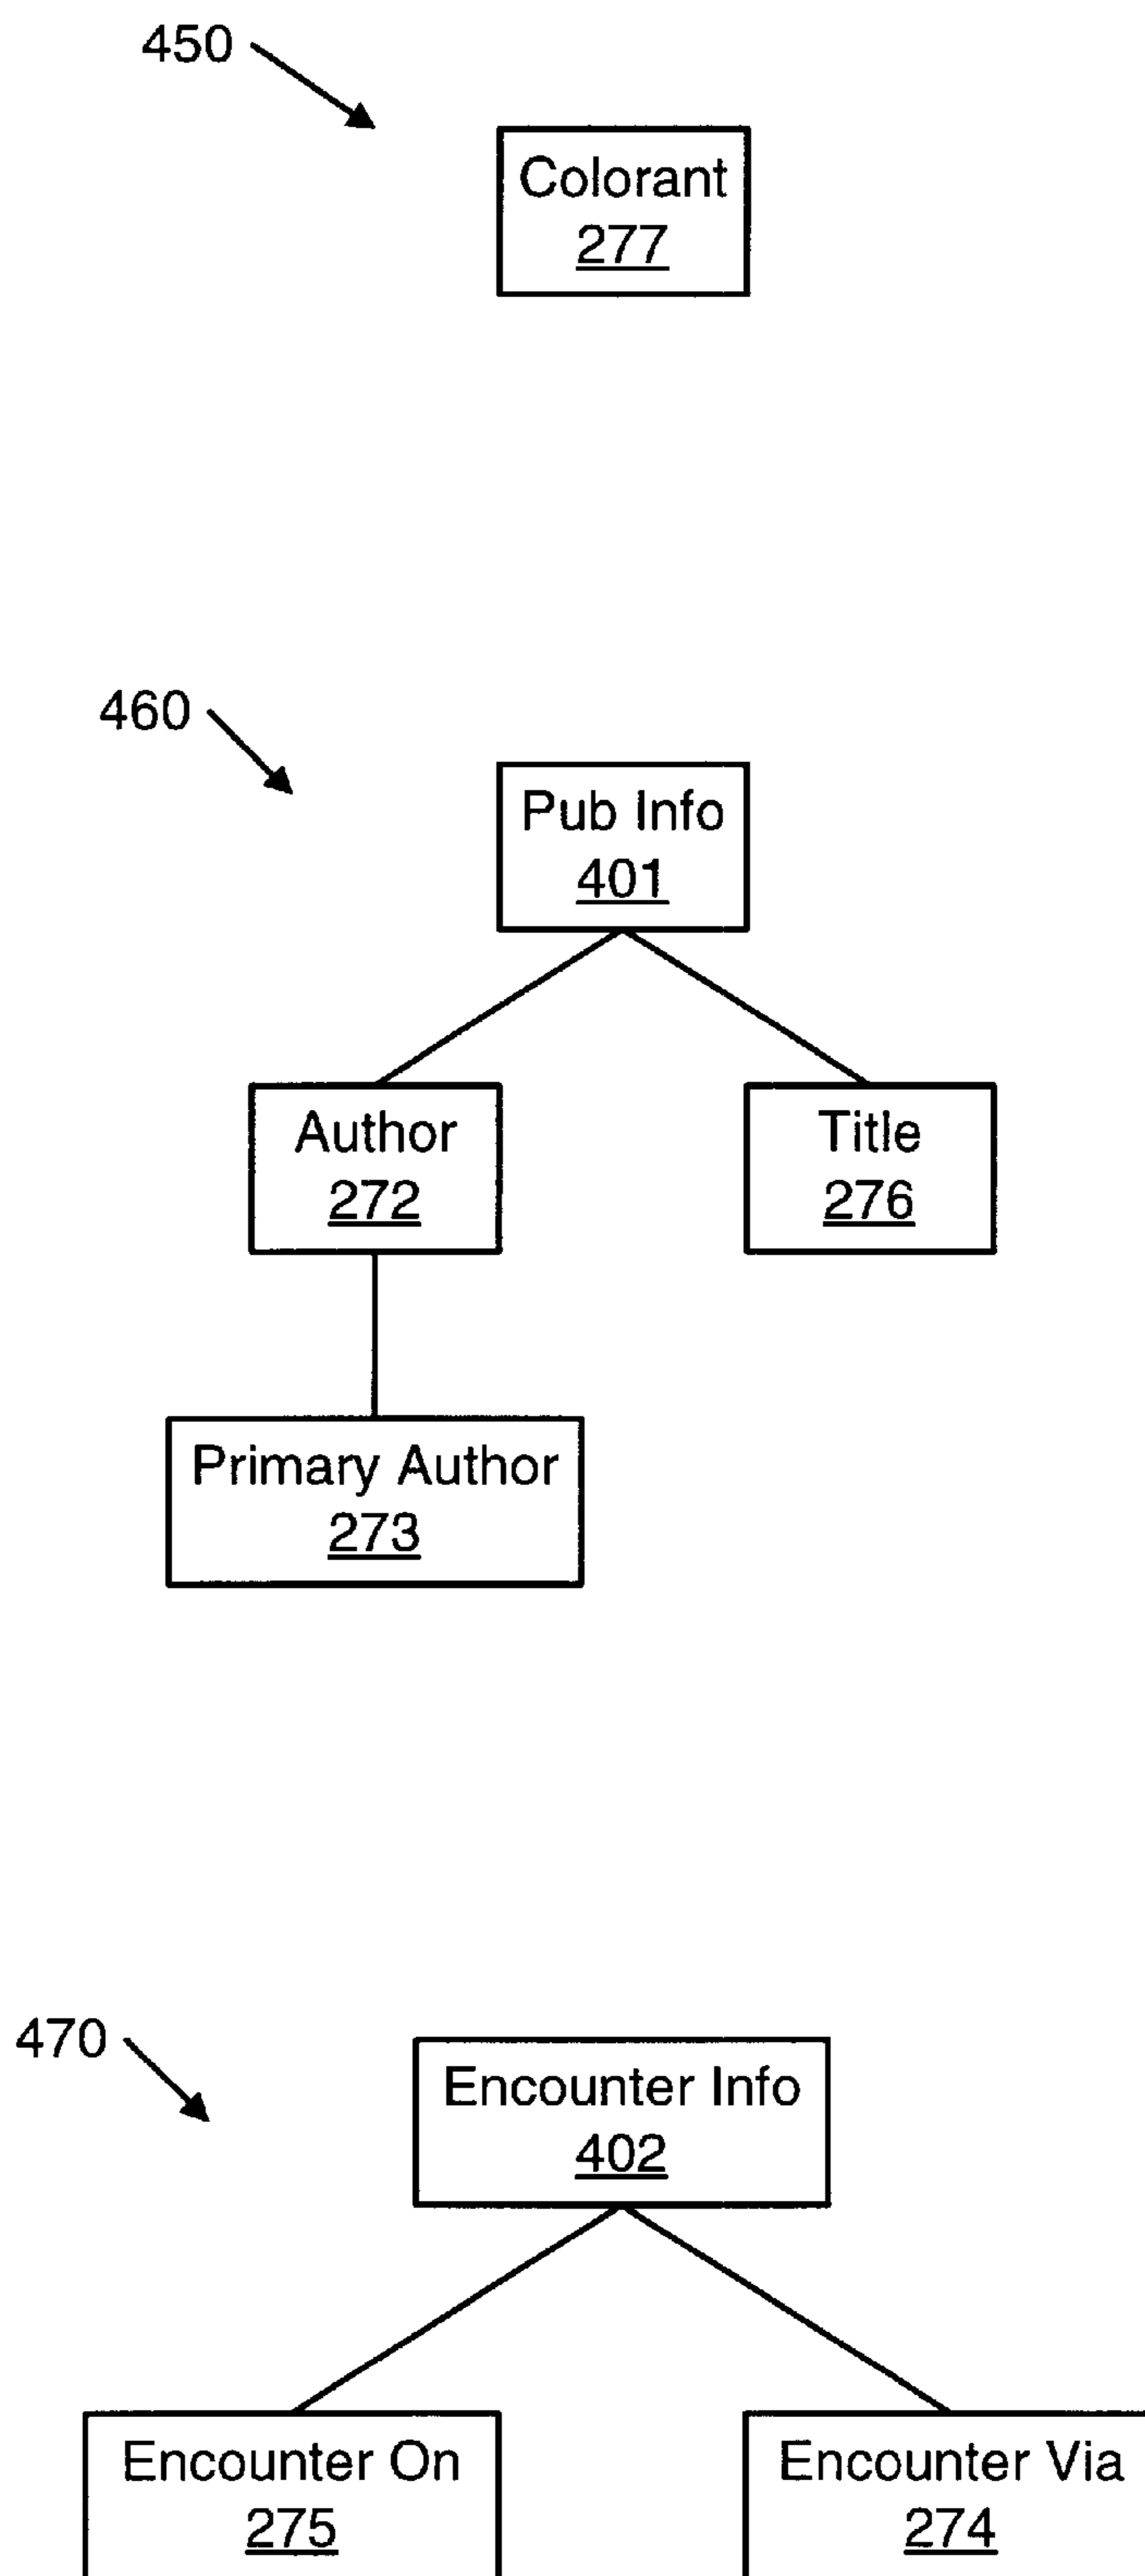 450
Colorant
277
460
Pub Info
401
Author
272
Title
276
Primary Author
273
470
Encounter Info
402
Encounter On
275
Encounter Via
274